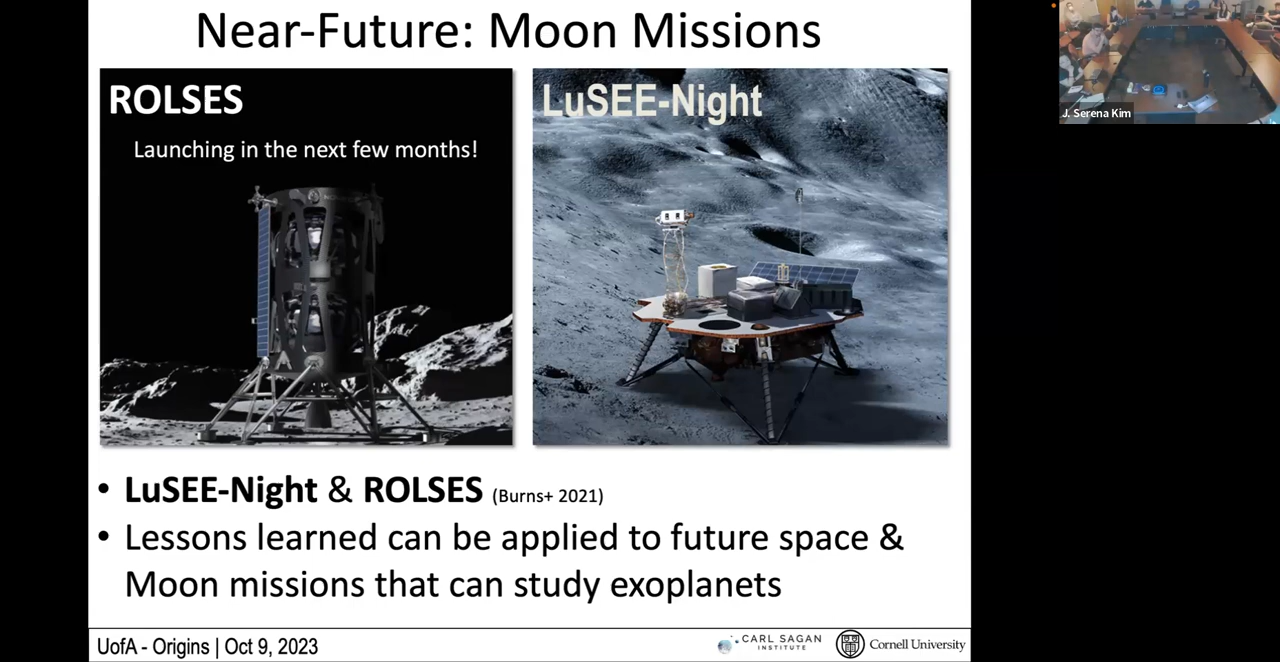 Near-Future: Moon Missions
ROLSES
Launching in the next few months!
LuSEE-Night
• LuSEE-Night & ROLSES (Burns+ 2021)
• Lessons learned can be applied to future space &
Moon missions that can study exoplanets
UofA - Origins | Oct 9, 2023
CARL SAGAN
INSTITUTE
Cornell University
J. Serena Kim